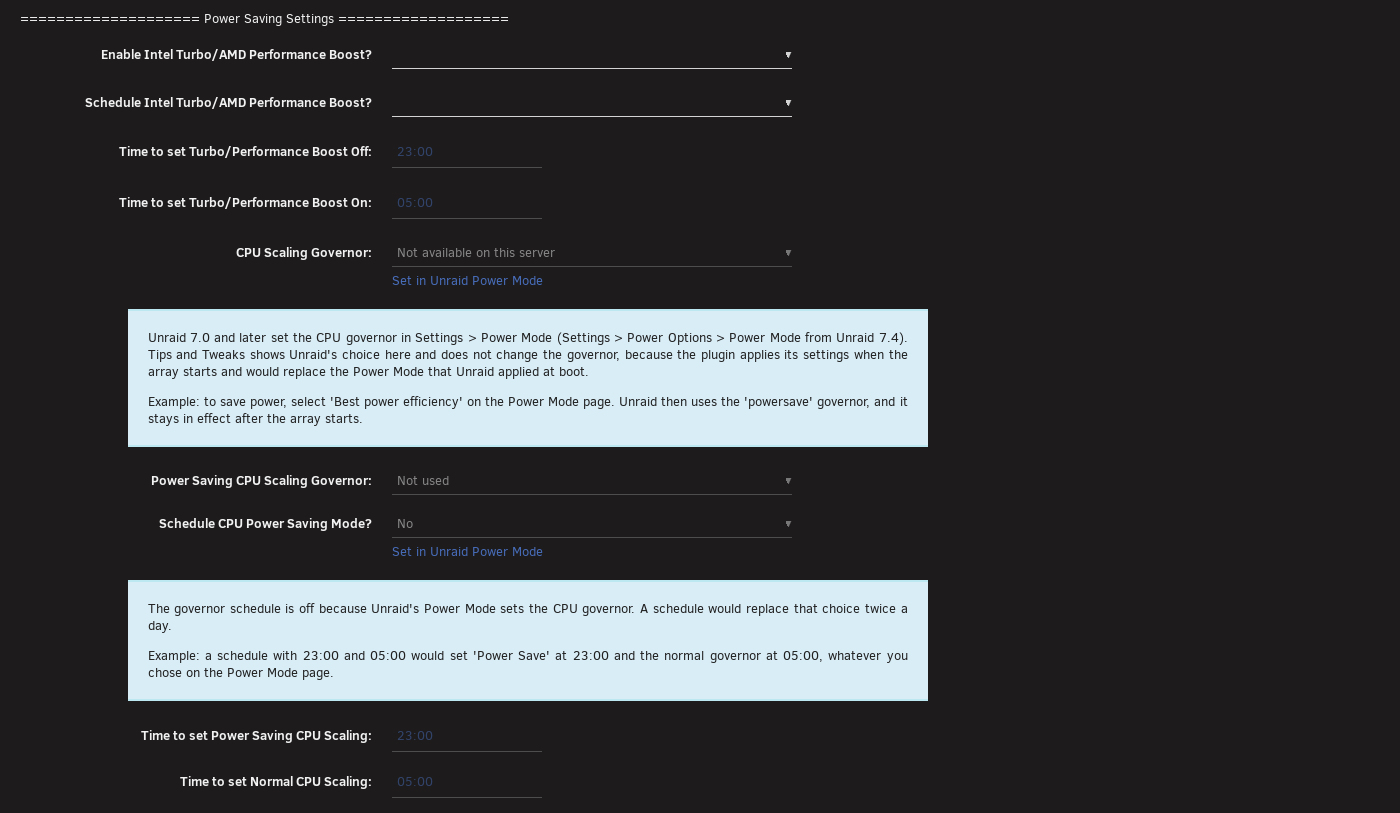 ==================== Power Saving Settings ===================
Enable Intel Turbo/AMD Performance Boost?
Schedule Intel Turbo/AMD Performance Boost?
Time to set Turbo/Performance Boost Off: 23:00
Time to set Turbo/Performance Boost On: 05:00
CPU Scaling Governor: Not available on this server
Set in Unraid Power Mode
Unraid 7.0 and later set the CPU governor in Settings > Power Mode (Settings > Power Options > Power Mode from Unraid 7.4).
Tips and Tweaks shows Unraid's choice here and does not change the governor, because the plugin applies its settings when the
array starts and would replace the Power Mode that Unraid applied at boot.
Example: to save power, select 'Best power efficiency' on the Power Mode page. Unraid then uses the 'powersave' governor, and it
stays in effect after the array starts.
Power Saving CPU Scaling Governor: Not used
Schedule CPU Power Saving Mode? No
Set in Unraid Power Mode
The governor schedule is off because Unraid's Power Mode sets the CPU governor. A schedule would replace that choice twice a
day.
Example: a schedule with 23:00 and 05:00 would set 'Power Save' at 23:00 and the normal governor at 05:00, whatever you
chose on the Power Mode page.
Time to set Power Saving CPU Scaling: 23:00
Time to set Normal CPU Scaling: 05:00